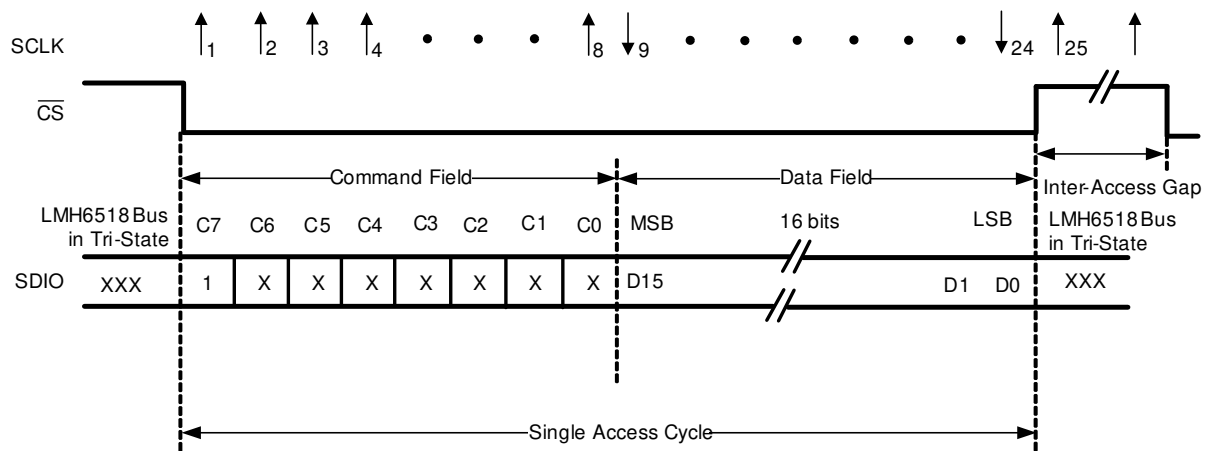 SCLK 1 2 3 4 8 9 24 25
CS
Command Field Data Field Inter-Access Gap
LMH6518 Bus
in Tri-State
C7 C6 C5 C4 C3 C2 C1 C0 MSB 16 bits LSB
LMH6518 Bus
in Tri-State
SDIO XXX 1 X X X X X X X D15 D1 D0 XXX
Single Access Cycle